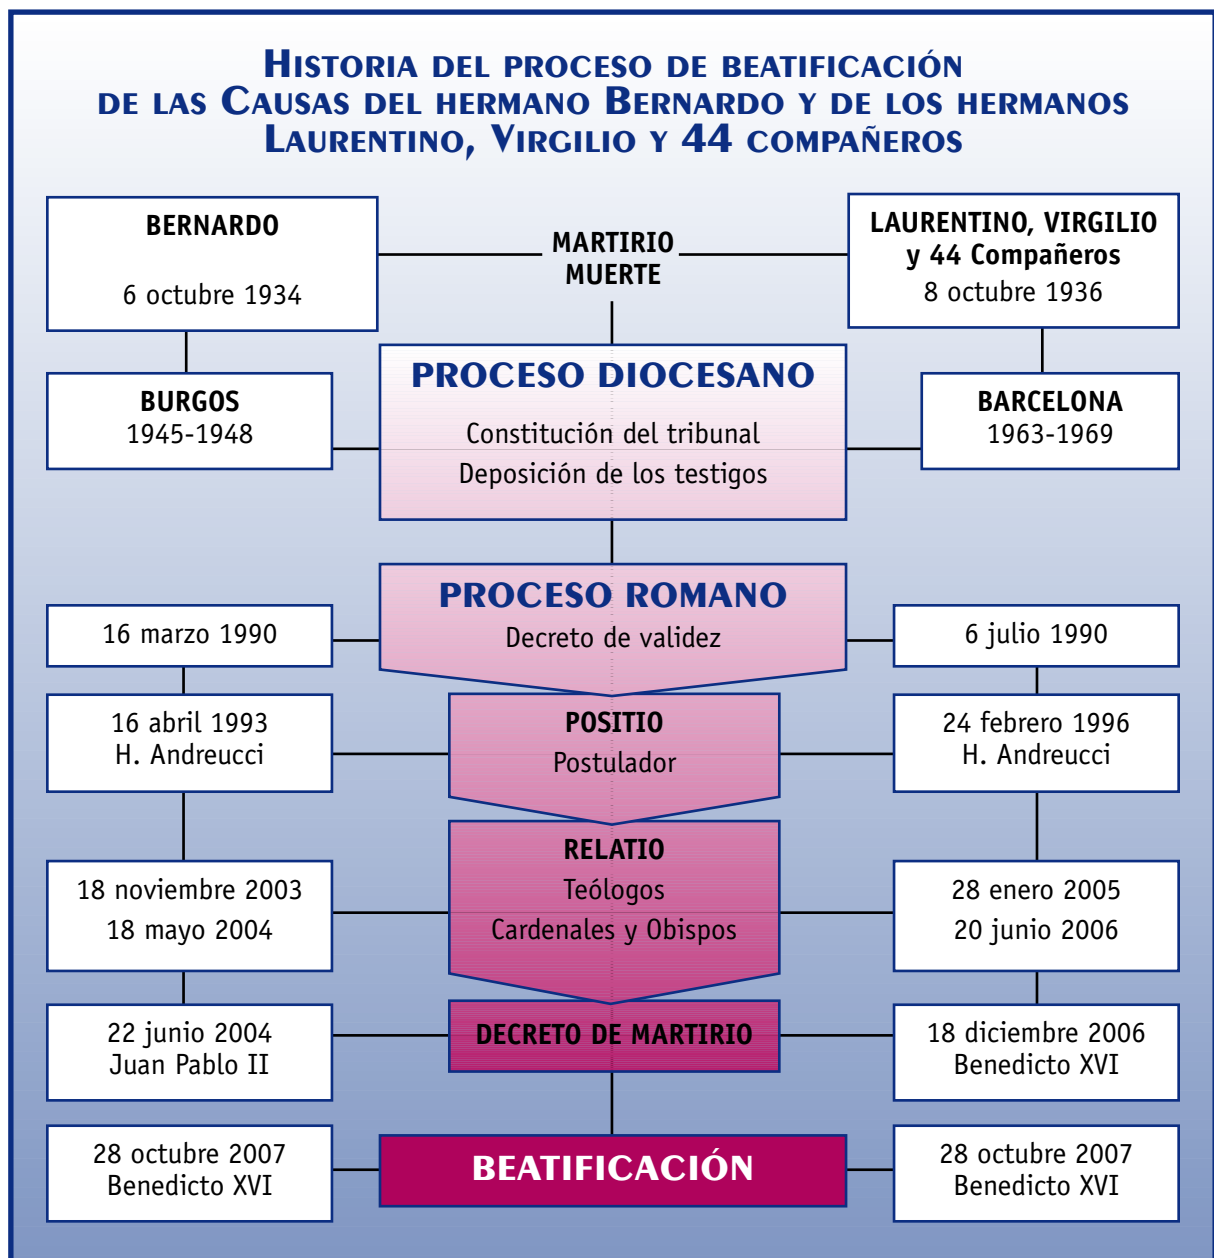 HISTORIA DEL PROCESO DE BEATIFICACIÓN
DE LAS CAUSAS DEL HERMANO BERNARDO Y DE LOS HERMANOS
LAURENTINO, VIRGILIO Y 44 COMPAÑEROS
BERNARDO
6 octubre 1934
MARTIRIO
MUERTE
LAURENTINO, VIRGILIO
y 44 Compañeros
8 octubre 1936
BURGOS
1945-1948
PROCESO DIOCESANO
Constitución del tribunal
Deposición de los testigos
BARCELONA
1963-1969
16 marzo 1990
PROCESO ROMANO
Decreto de validez
6 julio 1990
16 abril 1993
H. Andreucci
POSITIO
Postulador
24 febrero 1996
H. Andreucci
18 noviembre 2003
18 mayo 2004
RELATIO
Teólogos
Cardenales y Obispos
28 enero 2005
20 junio 2006
22 junio 2004
Juan Pablo II
DECRETO DE MARTIRIO
18 diciembre 2006
Benedicto XVI
28 octubre 2007
Benedicto XVI
BEATIFICACIÓN
28 octubre 2007
Benedicto XVI